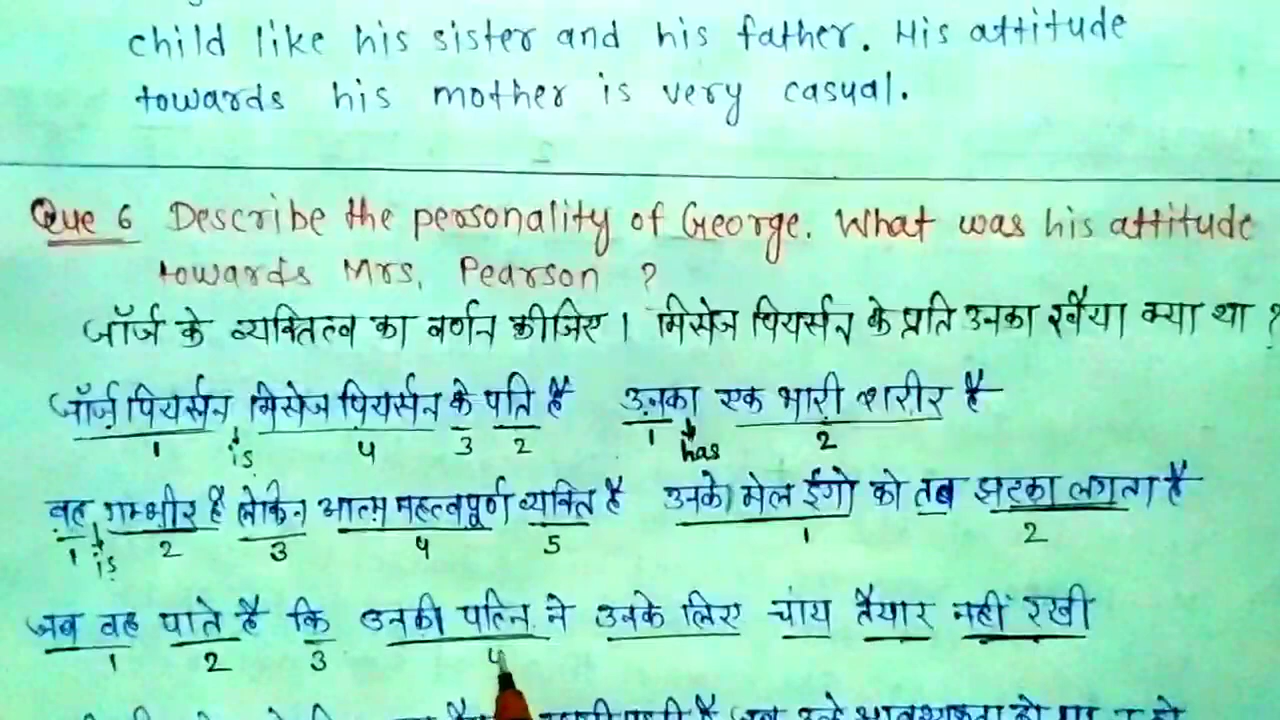 child like his sister and his father. His attitude
towards his mother is very casual.
Que 6 Describe the personality of George. What was his attitude
towards Mrs. Pearson ?
जॉर्ज के व्यक्तित्व का वर्णन कीजिए। मिसेज पियर्सन के प्रति उनका रवैया क्या था ?
जॉर्ज पियर्सन मिसेज पियर्सन के पति है उनका एक भारी शरीर है
1 is 4 3 2 1 has 2
वह गम्भीर है लेकिन आत्म महत्वपूर्ण व्यक्ति है उनके मेल ईगो को तब झटका लगता है
1 is 2 3 4 5 1 2
जब वह पाते है कि उनकी पत्नि ने उनके लिए चाय तैयार नहीं रखी
1 2 3 4